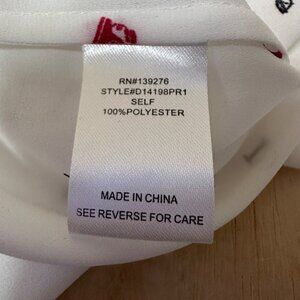 RN#139276
STYLE#D14198PR1
SELF
100%POLYESTER
MADE IN CHINA
SEE REVERSE FOR CARE